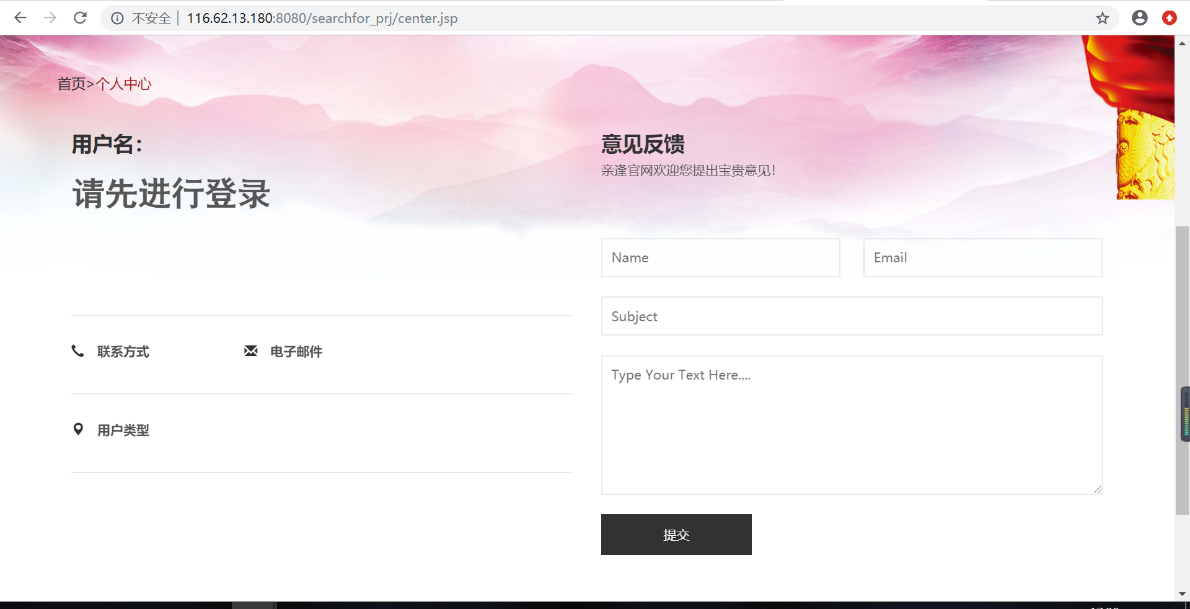 不安全 | 116.62.13.180:8080/searchfor_prj/center.jsp
首页>个人中心
用户名：
请先进行登录
联系方式 电子邮件
用户类型
意见反馈
亲逢官网欢迎您提出宝贵意见！
Name Email
Subject
Type Your Text Here....
提交